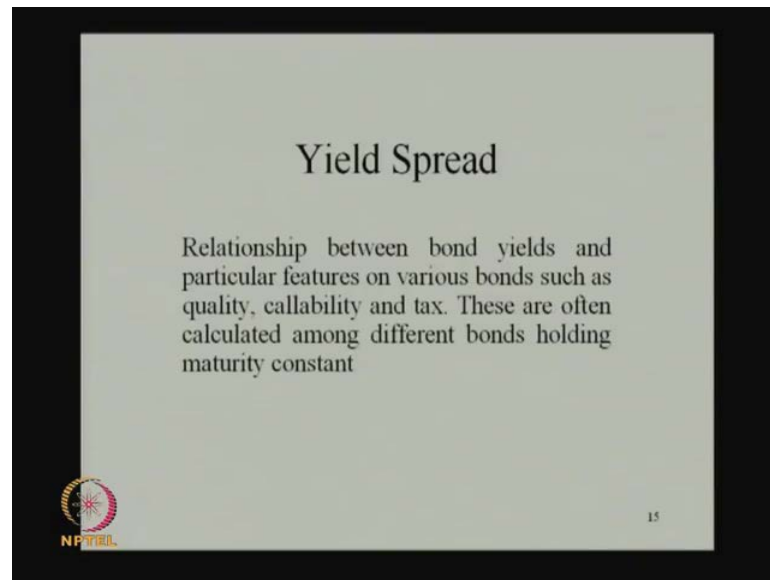 Yield Spread
Relationship between bond yields and
particular features on various bonds such as
quality, callability and tax. These are often
calculated among different bonds holding
maturity constant
15
NPTEL